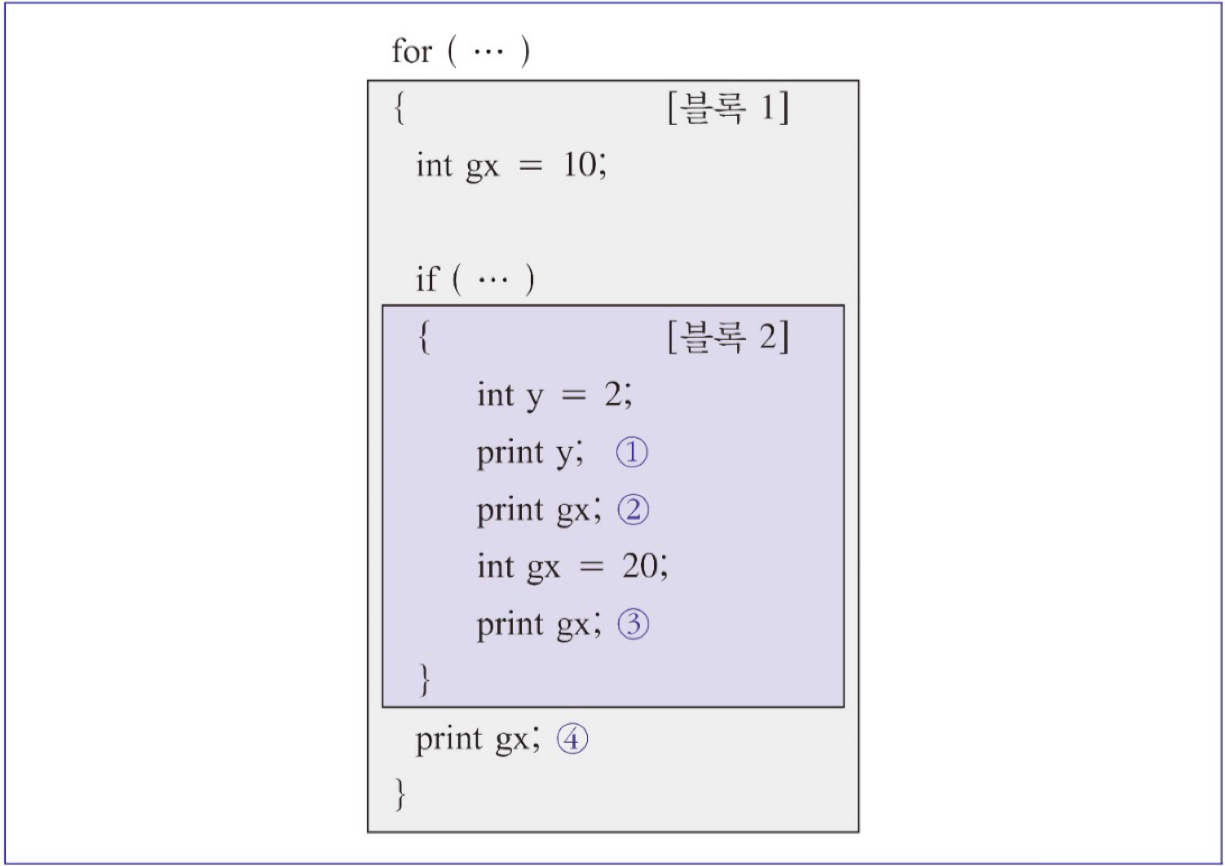 for ( … )
{ [블록 1]
int gx = 10;
if ( … )
{ [블록 2]
int y = 2;
print y; ①
print gx; ②
int gx = 20;
print gx; ③
}
print gx; ④
}